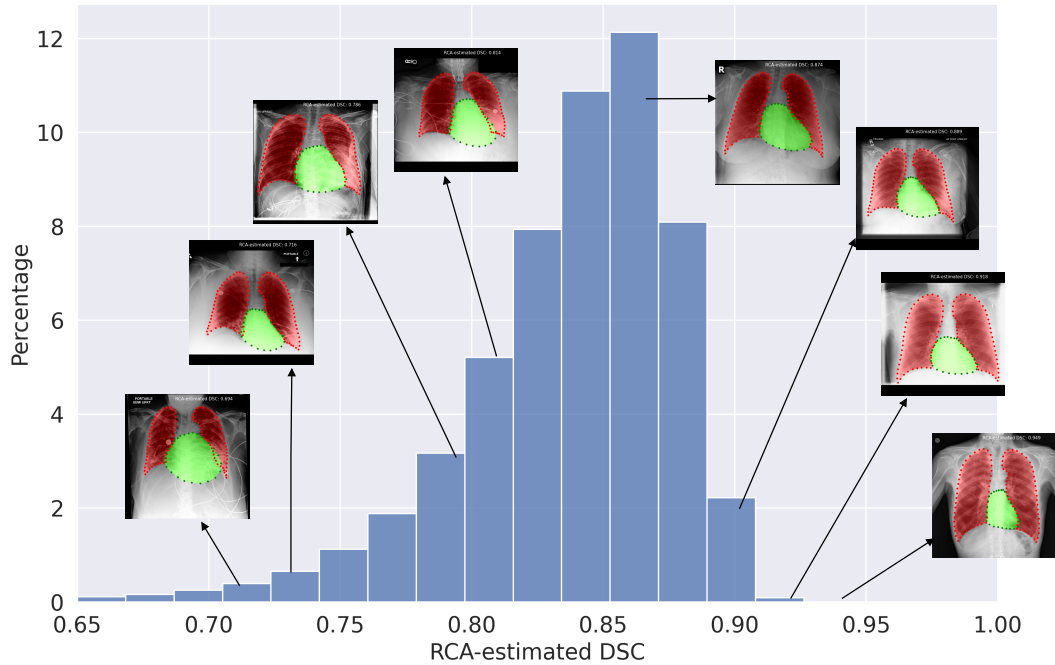 12
10
8
6
4
2
0
Percentage
0.65
0.70
0.75
0.80
0.85
0.90
0.95
1.00
RCA-estimated DSC
RCA-estimated DSC: 0.814
RCA-estimated DSC: 0.874
R
RCA-estimated DSC: 0.786
RCA-estimated DSC: 0.889
RCA-estimated DSC: 0.716
PORTABLE
RCA-estimated DSC: 0.918
PORTABLE
SEMI UPRT
RCA-estimated DSC: 0.694
RCA-estimated DSC: 0.949